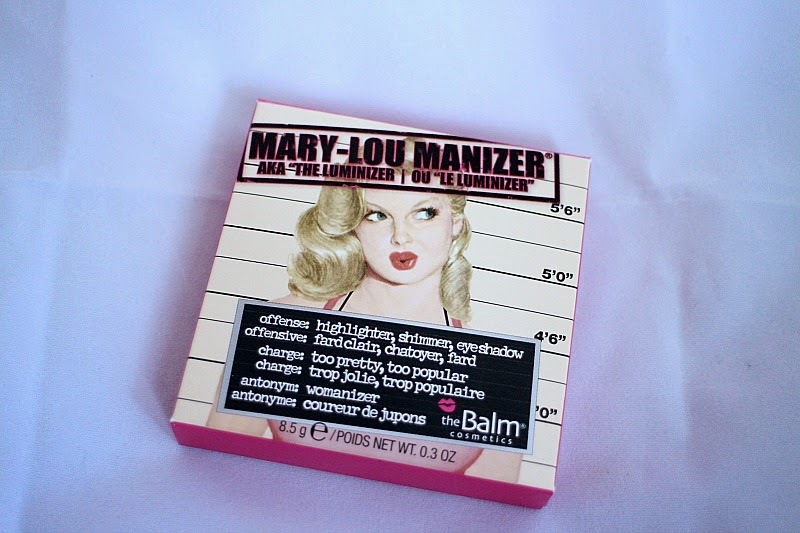 MARY-LOU MANIZER®
AKA "THE LUMINIZER | OU "LE LUMINIZER"
5'6"
5'0"
4'6"
'0"
offense: highlighter, shimmer, eyeshadow
offensive: fard clair, chatoyer, fard
charge: too pretty, too popular
charge: trop jolie, trop populaire
antonym: womanizer
antonyme: coureur de jupons
theBalm®
cosmetics
8.5 g e / POIDS NET WT. 0.3 OZ